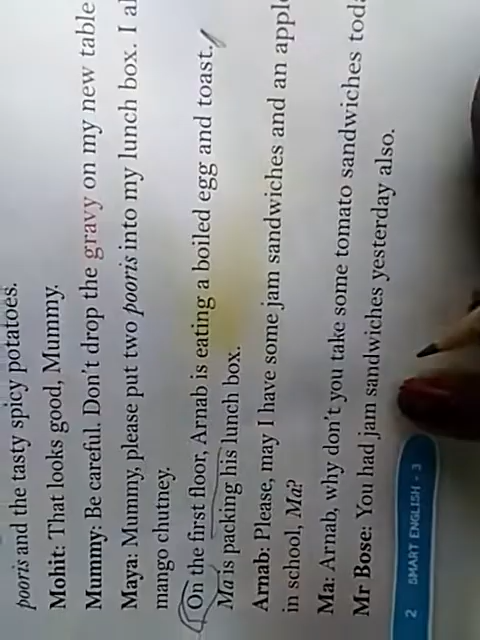 pooris and the tasty spicy potatoes.
Mohit: That looks good, Mummy.
Mummy: Be careful. Don't drop the gravy on my new table
Maya: Mummy, please put two pooris into my lunch box. I
mango chutney.
On the first floor, Arnab is eating a boiled egg and toast.
Ma is packing his lunch box.
Arnab: Please, may I have some jam sandwiches and an
in school, Ma?
Ma: Arnab, why don't you take some tomato sandwiches
Mr Bose: You had jam sandwiches yesterday also.
2 SMART ENGLISH - 3